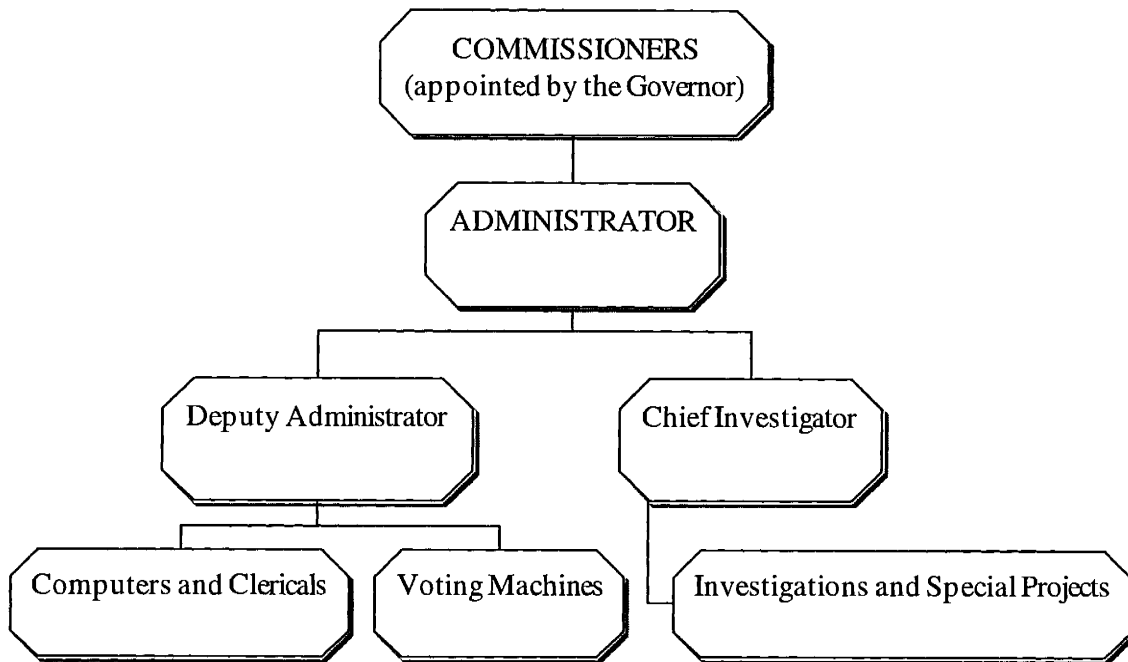 COMMISSIONERS
(appointed by the Governor)
ADMINISTRATOR
Deputy Administrator
Chief Investigator
Computers and Clericals
Voting Machines
Investigations and Special Projects